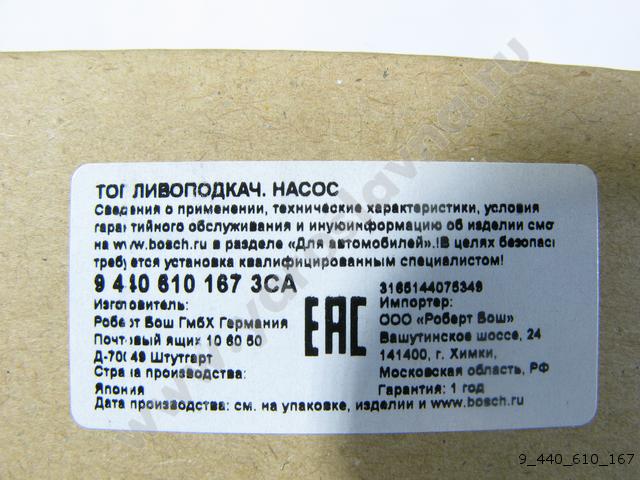 ТОПЛИВОПОДКАЧ. НАСОС
Сведения о применении, технические характеристики, условия
гарантийного обслуживания и инуюинформацию об изделии смо
на www.bosch.ru в разделе «Для автомобилей».!В целях безопас
требуется установка квалифицированным специалистом!
9 440 610 167 3CA
3165144075349
Изготовитель:
Импортер:
Роберт Бош ГмбХ Германия
ООО «Роберт Бош»
Почтовый ящик 10 60 50
Вашутинское шоссе, 24
Д-70049 Штутгарт
141400, г. Химки,
Страна производства:
Московская область, РФ
Япония
Гарантия: 1 год
EAC
Дата производства: см. на упаковке, изделии и www.bosch.ru
www.yaroslavna.ru
9_440_610_167